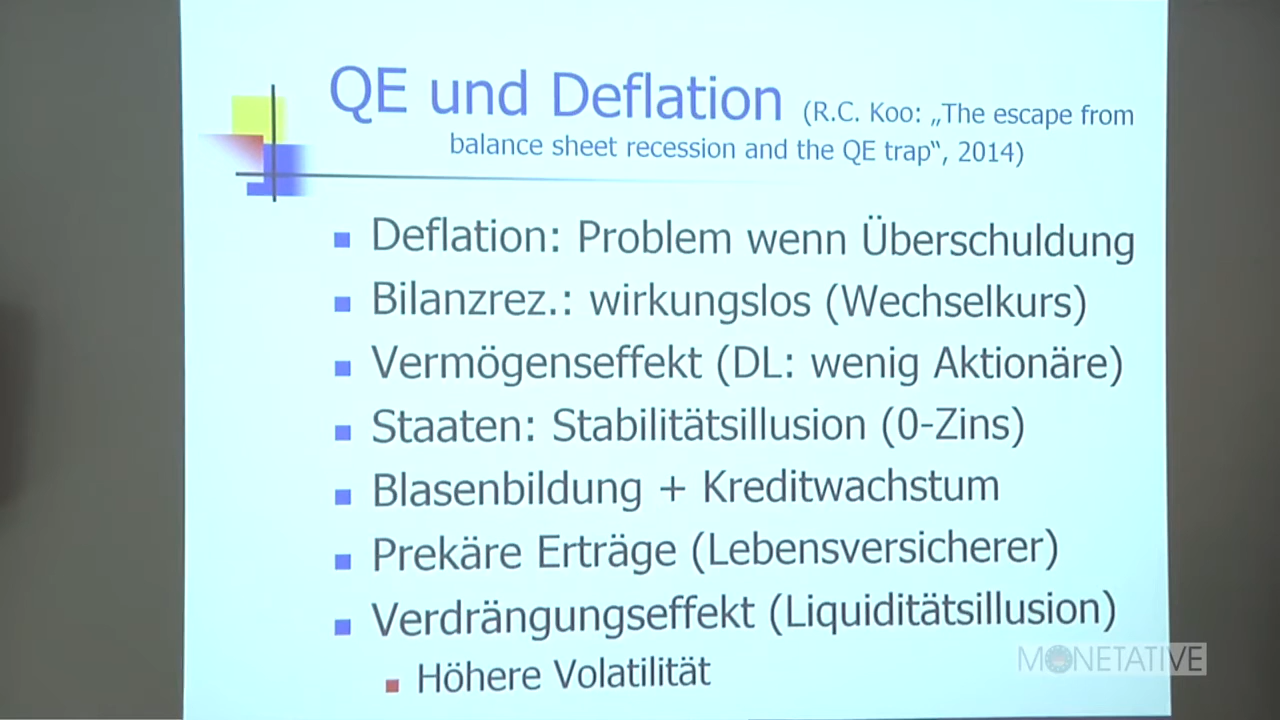 QE und Deflation (R.C. Koo: „The escape from
balance sheet recession and the QE trap“, 2014)
Deflation: Problem wenn Überschuldung
Bilanzrez.: wirkungslos (Wechselkurs)
Vermögenseffekt (DL: wenig Aktionäre)
Staaten: Stabilitätsillusion (0-Zins)
Blasenbildung + Kreditwachstum
Prekäre Erträge (Lebensversicherer)
Verdrängungseffekt (Liquiditätsillusion)
Höhere Volatilität
MONETATIVE